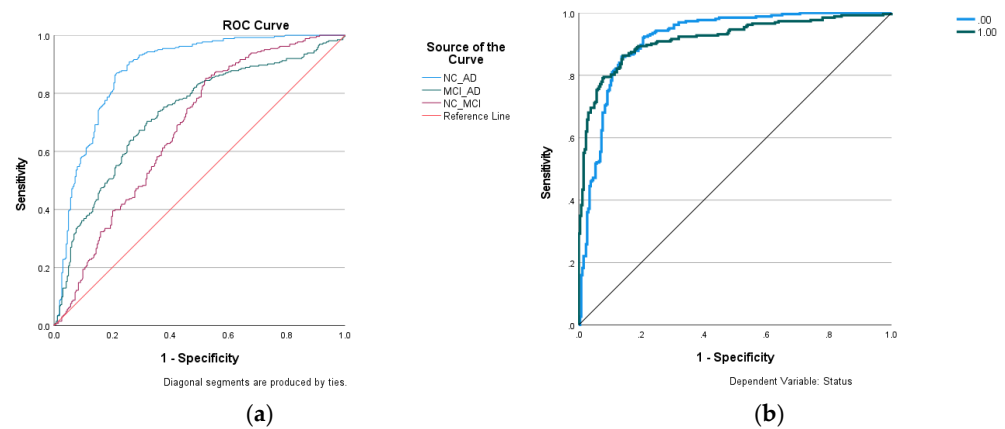 ROC Curve
1.0
0.8
0.6
0.4
0.2
0.0
Sensitivity
0.0
0.2
0.4
0.6
0.8
1.0
1 - Specificity
Diagonal segments are produced by ties.
Source of the
Curve
NC_AD
MCI_AD
NC_MCI
Reference Line
(a)
1.0
.8
.6
.4
.2
.0
Sensitivity
.0
.2
.4
.6
.8
1.0
1 - Specificity
Dependent Variable: Status
.00
1.00
(b)